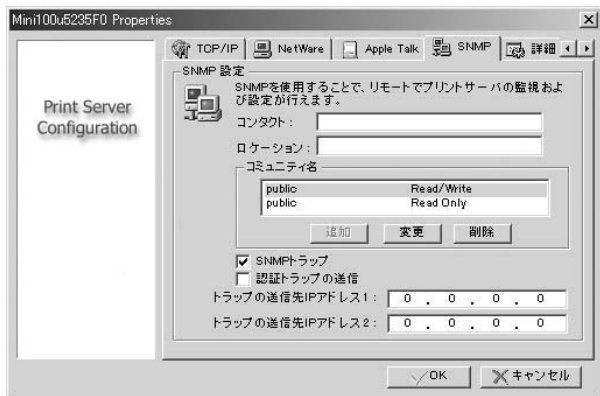 Mini100u5235F0 Properties
TCP/IP NetWare Apple Talk SNMP 詳細
Print Server
Configuration
SNMP 設定
SNMPを使用することで、リモートでプリントサーバの監視およ
び設定が行えます。
コンタクト：
ロケーション：
コミュニティ名
public Read/Write
public Read Only
追加 変更 削除
SNMPトラップ
認証トラップの送信
トラップの送信先IPアドレス1： 0 . 0 . 0 . 0
トラップの送信先IPアドレス2： 0 . 0 . 0 . 0
OK キャンセル